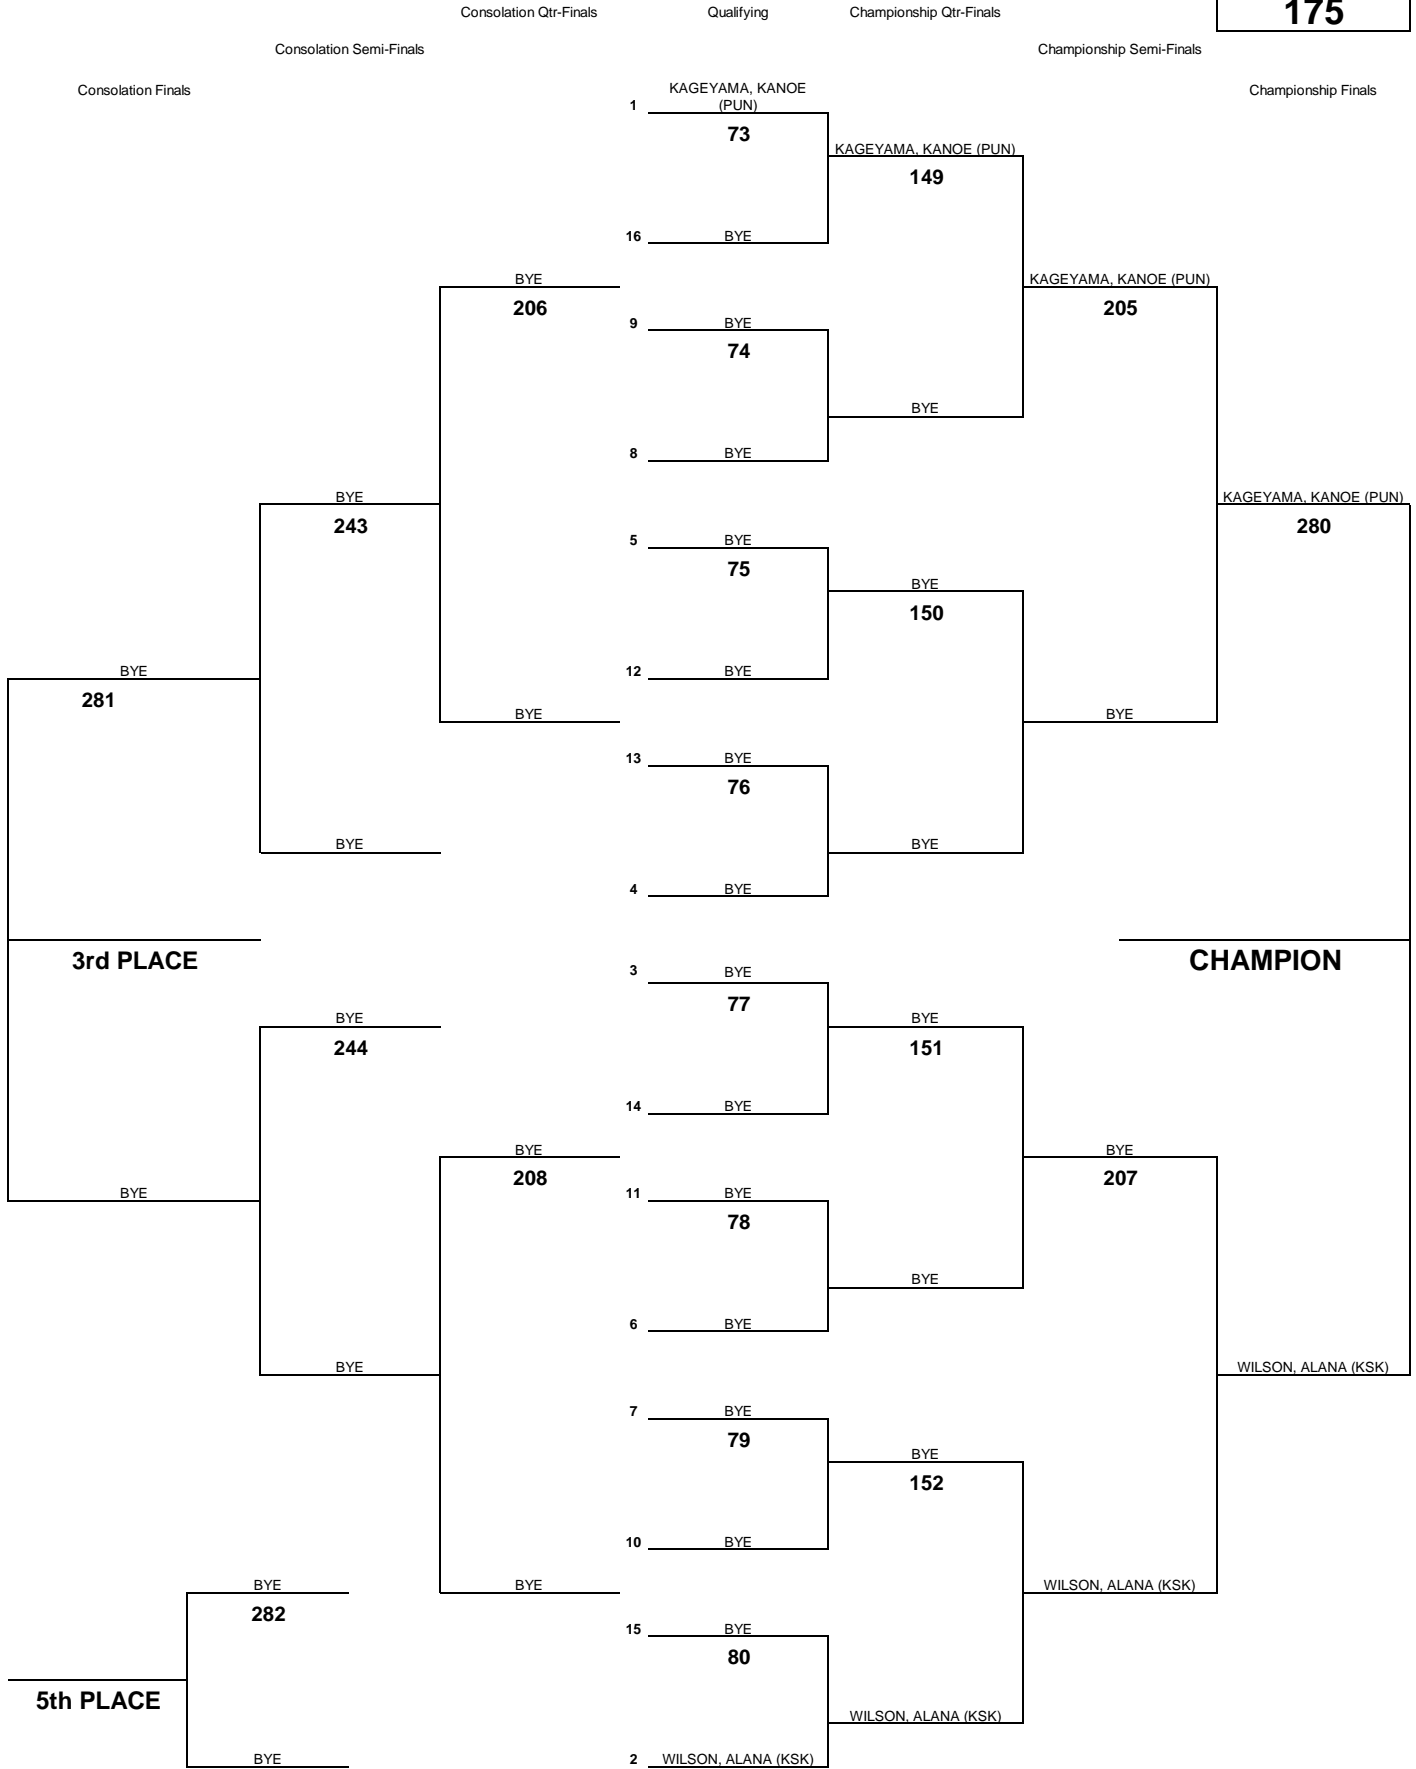 Consolation Qtr-Finals Qualifying Championship Qtr-Finals 175
Consolation Semi-Finals Championship Semi-Finals
Consolation Finals Championship Finals
KAGEYAMA, KANOE
1 (PUN)
73
KAGEYAMA, KANOE (PUN)
149
16 BYE
BYE KAGEYAMA, KANOE (PUN)
206 205
9 BYE
74
BYE
8 BYE
BYE KAGEYAMA, KANOE (PUN)
243 280
5 BYE
75
BYE
150
BYE 12 BYE
281
BYE BYE
13 BYE
76
BYE BYE
4 BYE
3rd PLACE CHAMPION
3 BYE
77
BYE BYE
244 151
14 BYE
BYE BYE
208 207
BYE 11 BYE
78
BYE
6 BYE
BYE WILSON, ALANA (KSK)
7 BYE
79
BYE
152
10 BYE
BYE BYE WILSON, ALANA (KSK)
282
15 BYE
80
5th PLACE
WILSON, ALANA (KSK)
BYE 2 WILSON, ALANA (KSK)